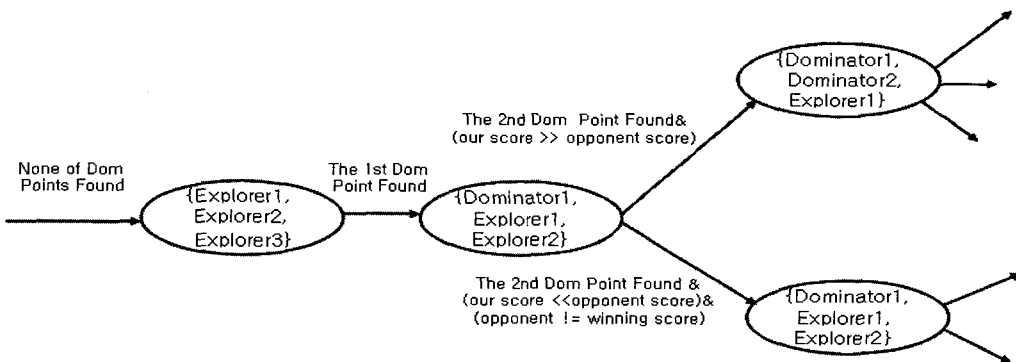 None of Dom
Points Found
{Explorer1,
Explorer2,
Explorer3}
The 1st Dom
Point Found
{Dominator1,
Explorer1,
Explorer2}
The 2nd Dom Point Found&
(our score >> opponent score)
{Dominator1,
Dominator2,
Explorer1}
The 2nd Dom Point Found &
(our score <<opponent score)&
(opponent != winning score)
{Dominator1,
Explorer1,
Explorer2}